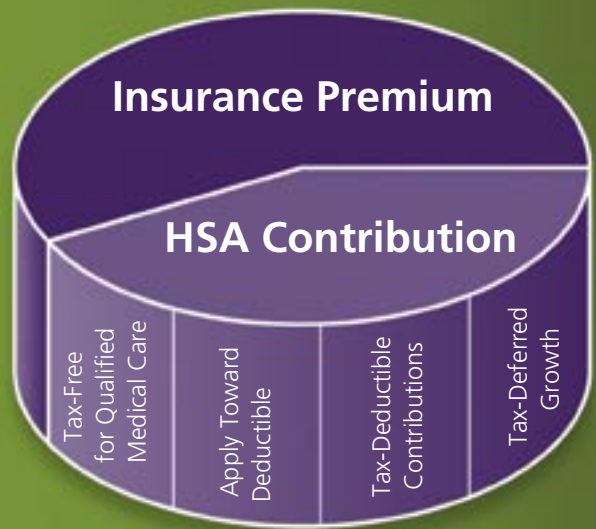 Insurance Premium
HSA Contribution
Tax-Free
for Qualified
Medical Care
Apply Toward
Deductible
Tax-Deductible
Contributions
Tax-Deferred
Growth